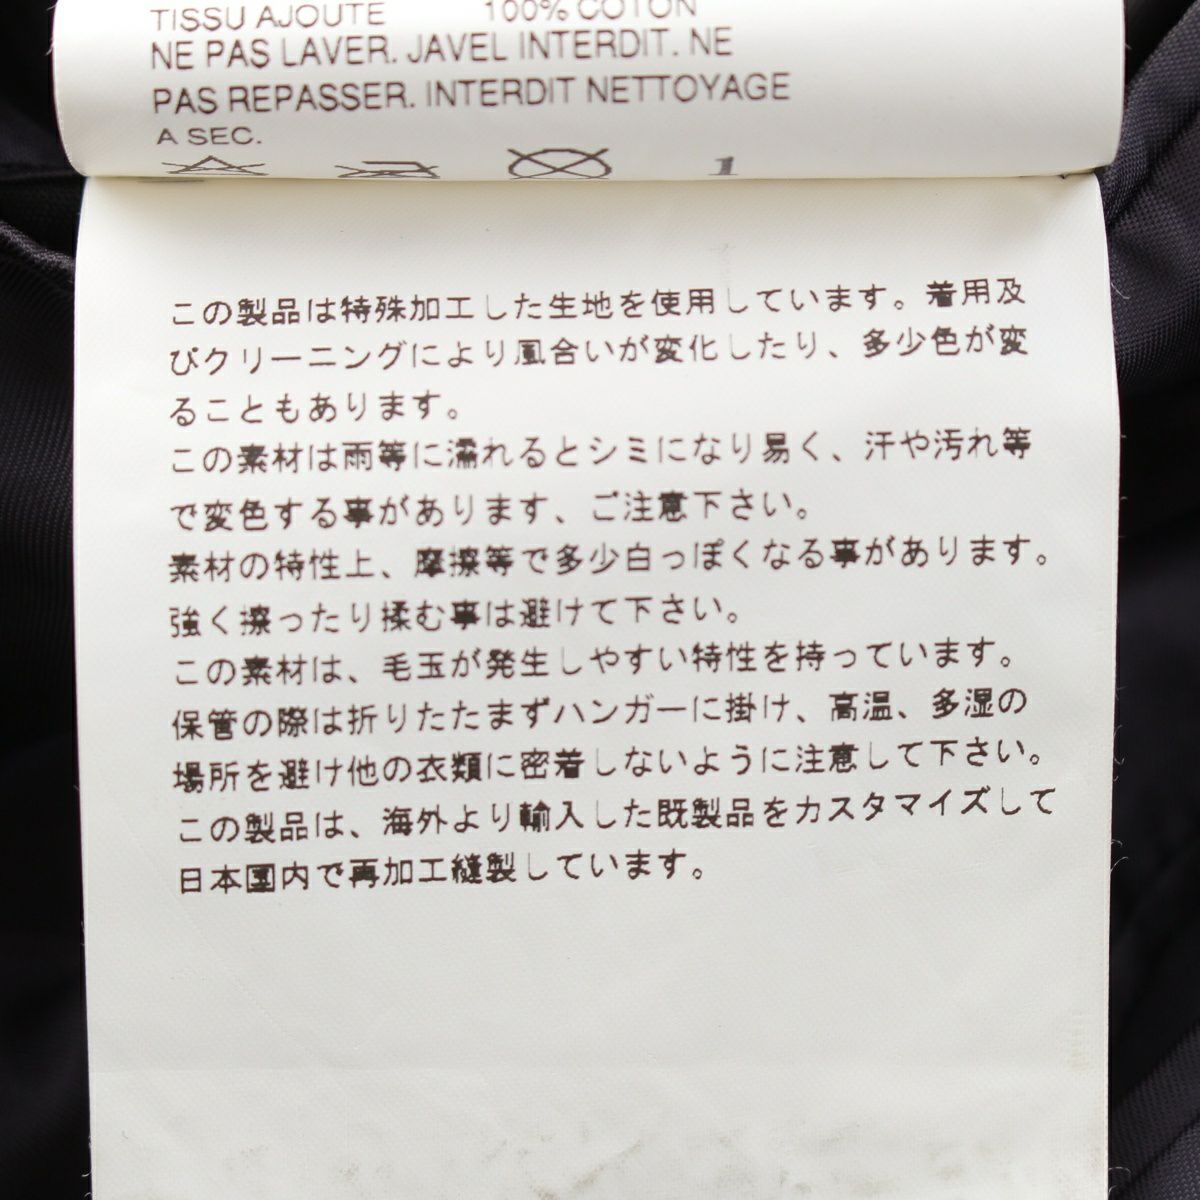 TISSU AJOUTE 100% COTON
NE PAS LAVER. JAVEL INTERDIT. NE
PAS REPASSER. INTERDIT NETTOYAGE
A SEC.
1
この製品は特殊加工した生地を使用しています。着用及
びクリーニングにより風合いが変化したり、多少色が変
ることもあります。
この素材は雨等に濡れるとシミになり易く、汗や汚れ等
で変色する事があります、ご注意下さい。
素材の特性上、摩擦等で多少白っぽくなる事があります。
強く擦ったり揉む事は避けて下さい。
この素材は、毛玉が発生しやすい特性を持っています。
保管の際は折りたたまずハンガーに掛け、高温、多湿の
場所を避け他の衣類に密着しないように注意して下さい。
この製品は、海外より輸入した既製品をカスタマイズして
日本国内で再加工縫製しています。